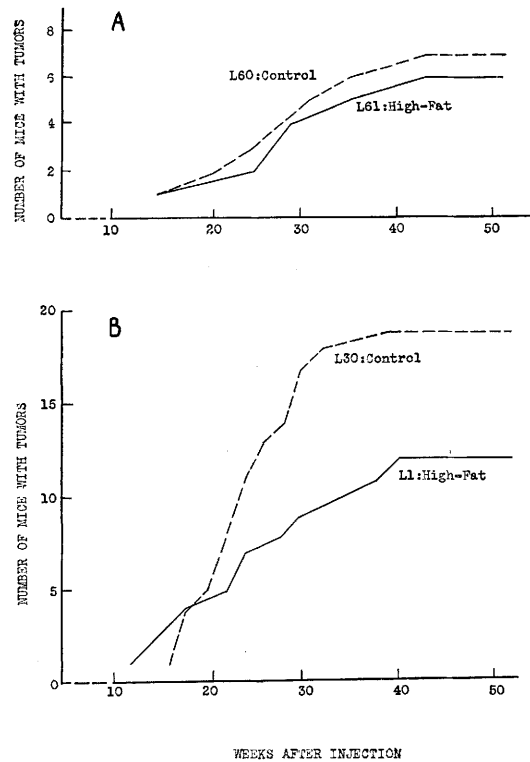 A
NUMBER OF MICE WITH TUMORS
8
6
4
2
0
L60:Control
L61:High-Fat
10 20 30 40 50
B
NUMBER OF MICE WITH TUMORS
20
15
10
5
0
L30:Control
L1:High-Fat
10 20 30 40 50
WEEKS AFTER INJECTION